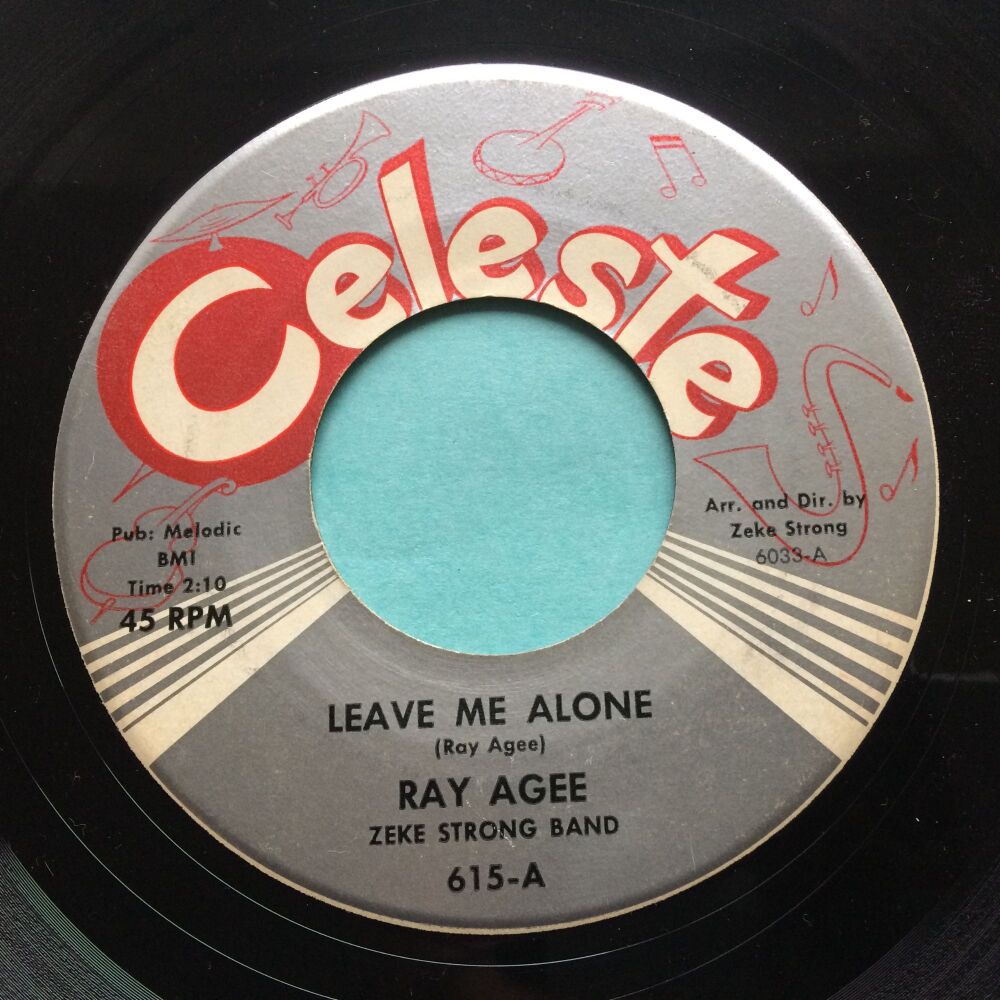 Celeste
Pub: Melodic
BMI
Time 2:10
45 RPM
Arr. and Dir. by
Zeke Strong
6033-A
LEAVE ME ALONE
(Ray Agee)
RAY AGEE
ZEKE STRONG BAND
615-A